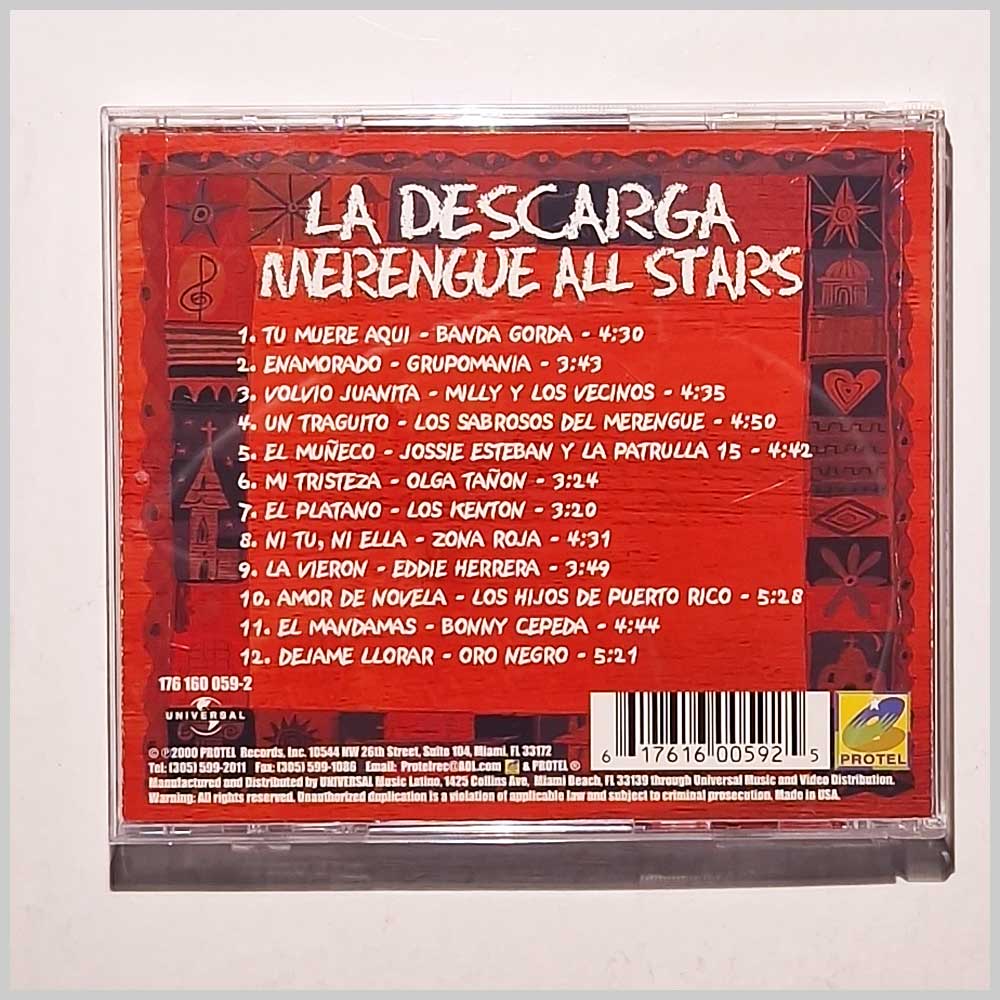 LA DESCARGA
MERENGUE ALL STARS
1. TU MUERE AQUI - BANDA GORDA - 4:30
2. ENAMORADO - GRUPOMANIA - 3:43
3. VOLVIO JUANITA - MILLY Y LOS VECINOS - 4:35
4. UN TRAGUITO - LOS SABROSOS DEL MERENGUE - 4:50
5. EL MUÑECO - JOSSIE ESTEBAN Y LA PATRULLA 15 - 4:42
6. MI TRISTEZA - OLGA TAÑON - 3:24
7. EL PLATANO - LOS KENTON - 3:20
8. NI TU, NI ELLA - ZONA ROJA - 4:31
9. LA VIERON - EDDIE HERRERA - 3:49
10. AMOR DE NOVELA - LOS HIJOS DE PUERTO RICO - 5:28
11. EL MANDAMAS - BONNY CEPEDA - 4:44
12. DEJAME LLORAR - ORO NEGRO - 5:21
176 160 059-2
UNIVERSAL
6 17616 00592 5
PROTEL
© ℗ 2000 PROTEL Records, Inc. 10544 NW 26th Street, Suite 104, Miami, Fl 33172
Tel: (305) 599-2011 Fax: (305) 599-1086 Email: Protelrec@AOL.com & PROTEL ®
Manufactured and Distributed by UNIVERSAL Music Latino, 1425 Collins Ave, Miami Beach, Fl 33139 through Universal Music and Video Distribution.
Warning: All rights reserved. Unauthorized duplication is a violation of applicable law and subject to criminal prosecution. Made in USA.